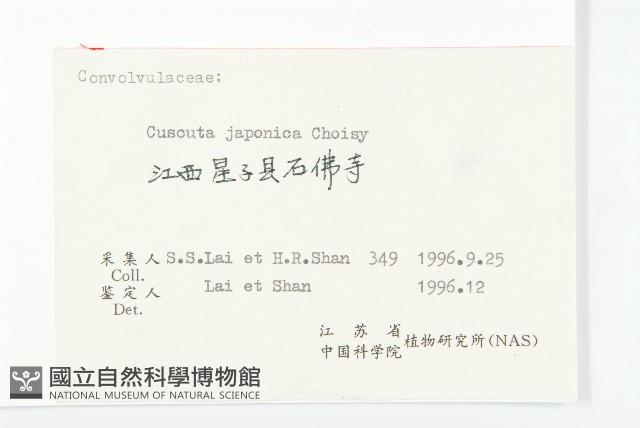 Convolvulaceae:
Cuscuta japonica Choisy
江西星子县石佛寺
采集人 S.S.Lai et H.R.Shan 349 1996.9.25
Coll.
鉴定人 Lai et Shan 1996.12
Det.
江苏省
中国科学院 植物研究所(NAS)
國立自然科學博物館
NATIONAL MUSEUM OF NATURAL SCIENCE